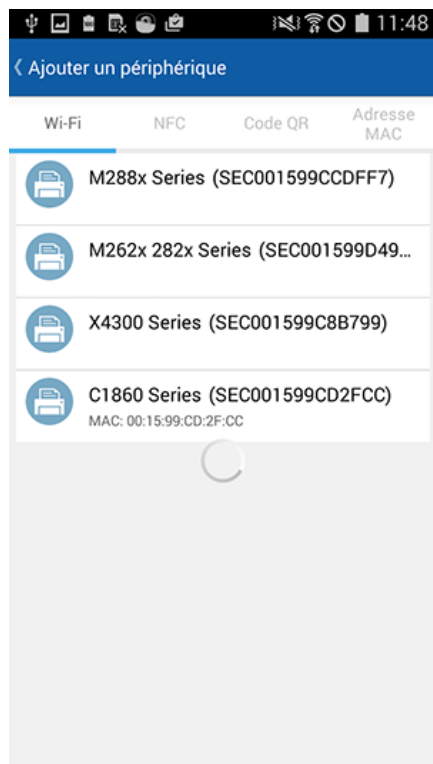 11:48
Ajouter un périphérique
Wi-Fi NFC Code QR Adresse
MAC
M288x Series (SEC001599CCDFF7)
M262x 282x Series (SEC001599D49...
X4300 Series (SEC001599C8B799)
C1860 Series (SEC001599CD2FCC)
MAC: 00:15:99:CD:2F:CC